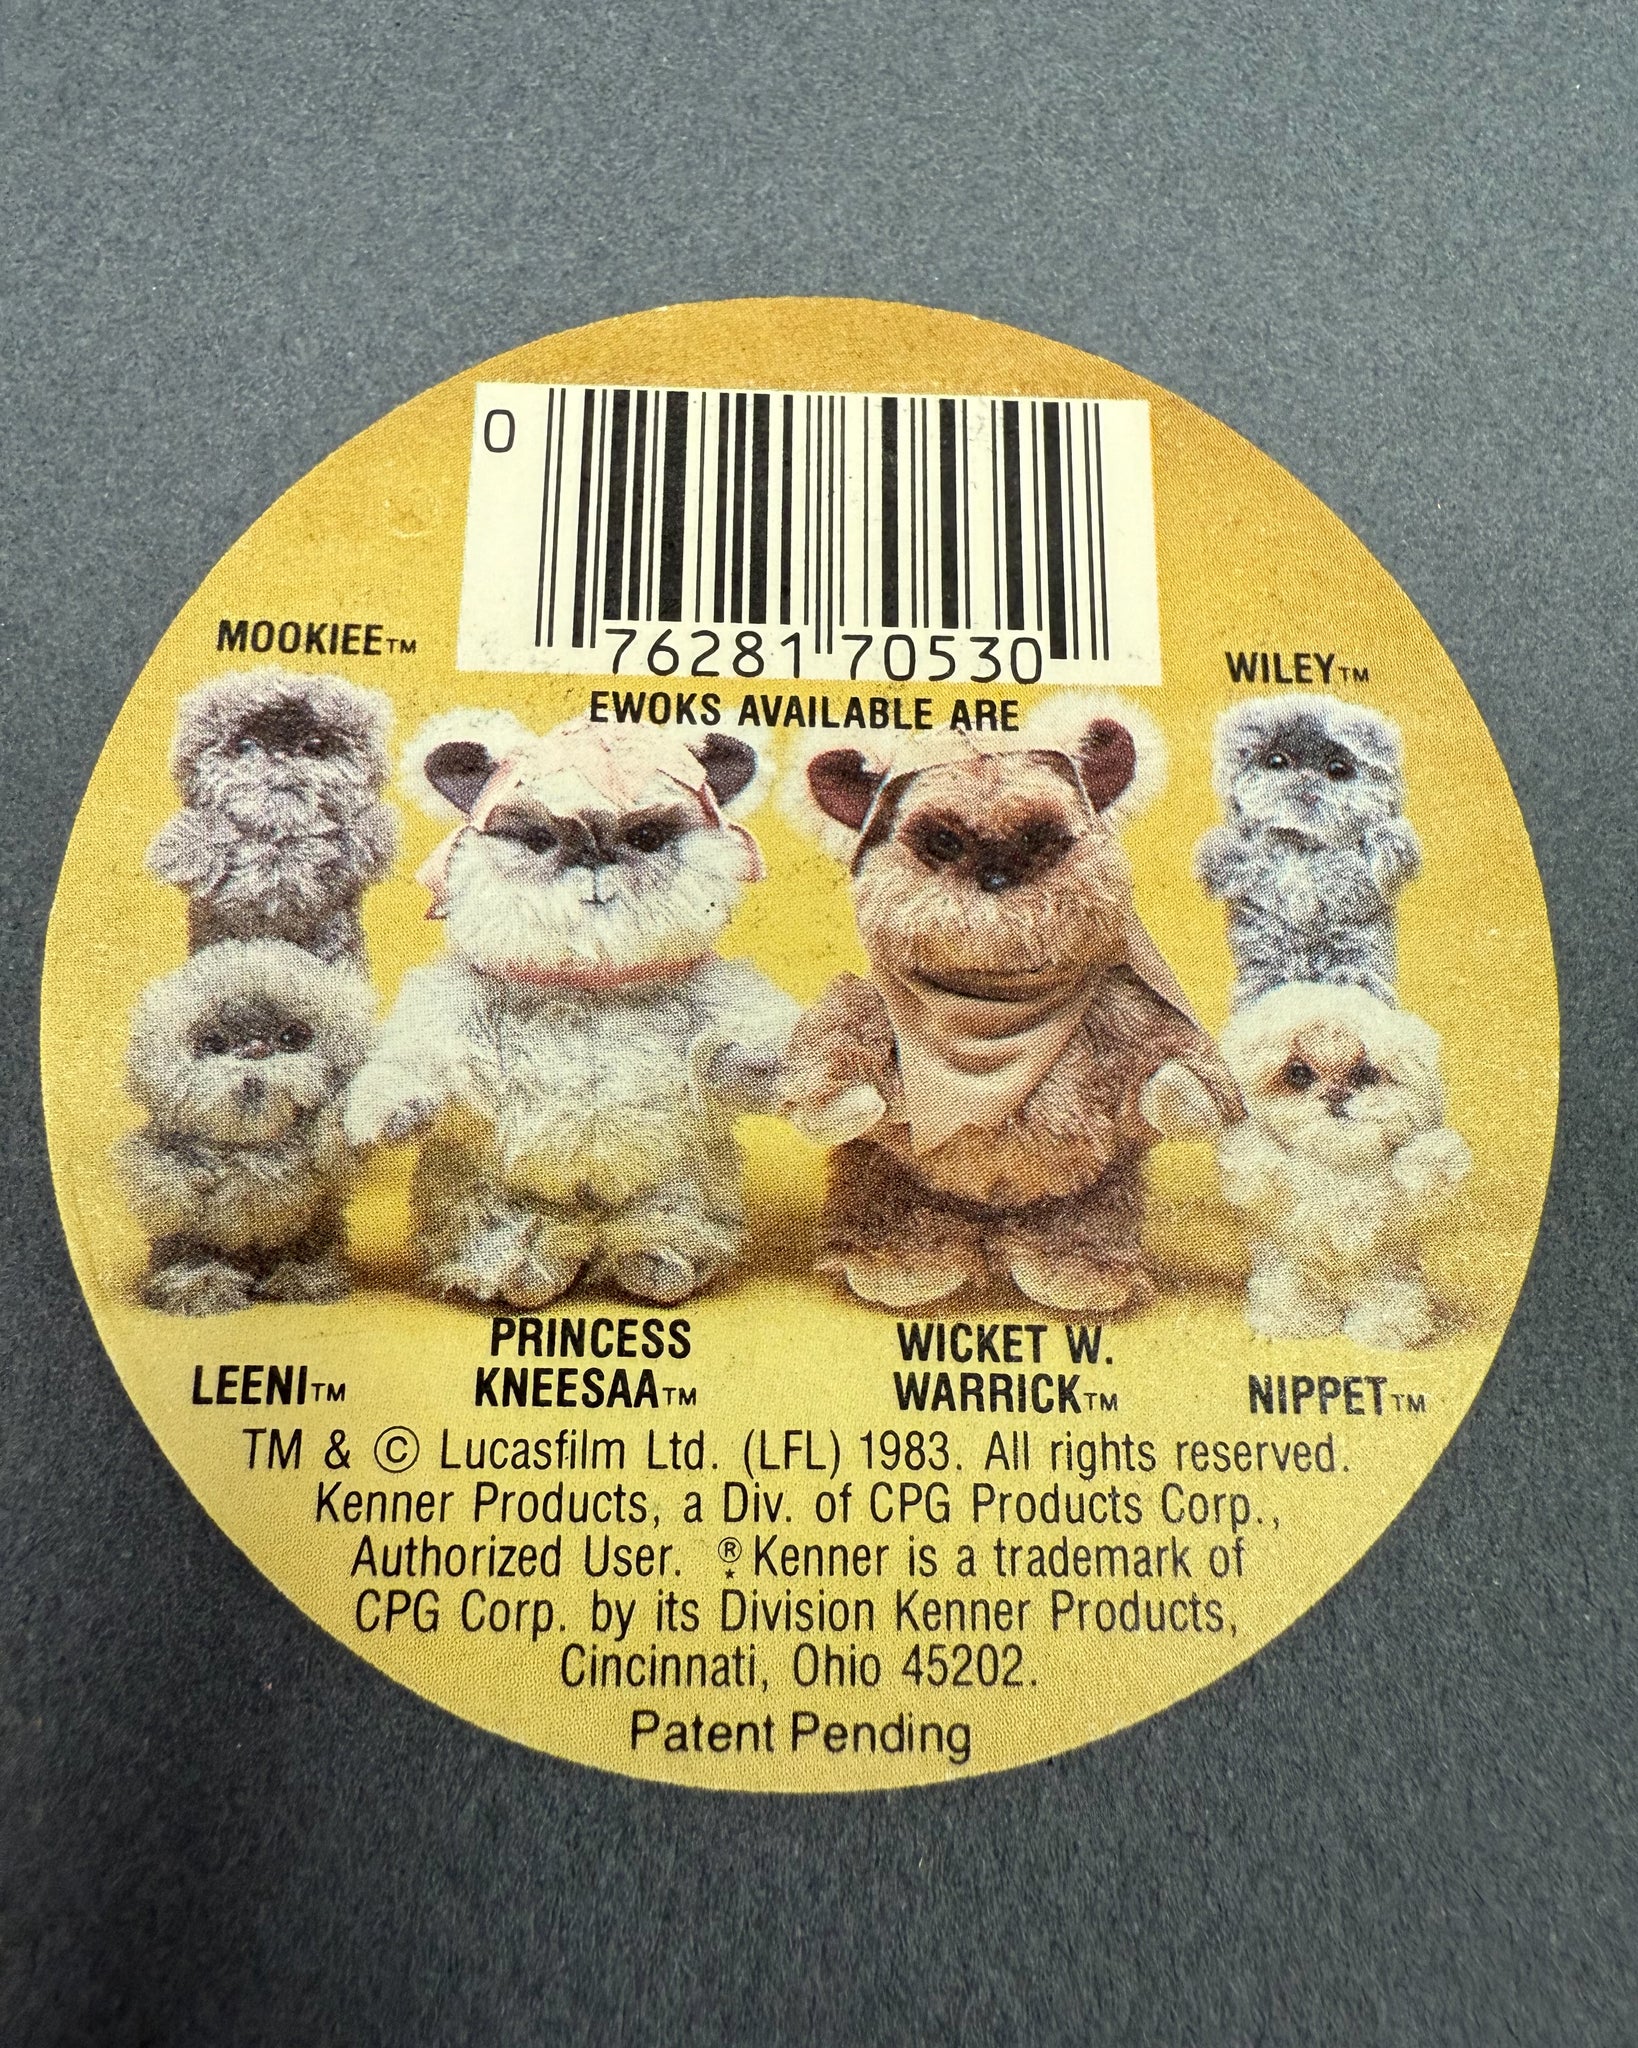 0
76281 70530
EWOKS AVAILABLE ARE
MOOKIEE™
WILEY™
PRINCESS
KNEESAA™
WICKET W.
WARRICK™
LEENI™
NIPPET™
TM & © Lucasfilm Ltd. (LFL) 1983. All rights reserved.
Kenner Products, a Div. of CPG Products Corp.,
Authorized User. ® Kenner is a trademark of
CPG Corp. by its Division Kenner Products,
Cincinnati, Ohio 45202.
Patent Pending